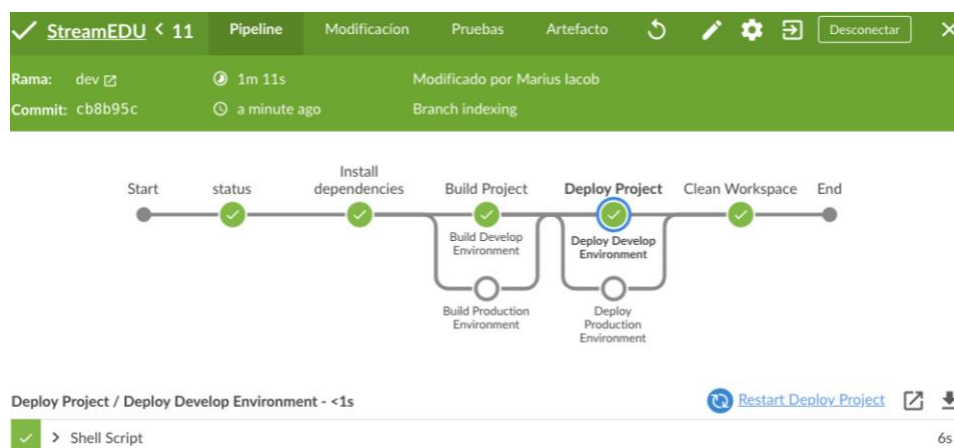 StreamEDU < 11 Pipeline Modificacíon Pruebas Artefacto Desconectar
Rama: dev 1m 11s Modificado por Marius Iacob
Commit: cb8b95c a minute ago Branch indexing
Start status Install dependencies Build Project Deploy Project Clean Workspace End
Build Develop Environment
Deploy Develop Environment
Build Production Environment
Deploy Production Environment
Deploy Project / Deploy Develop Environment - <1s Restart Deploy Project
> Shell Script 6s